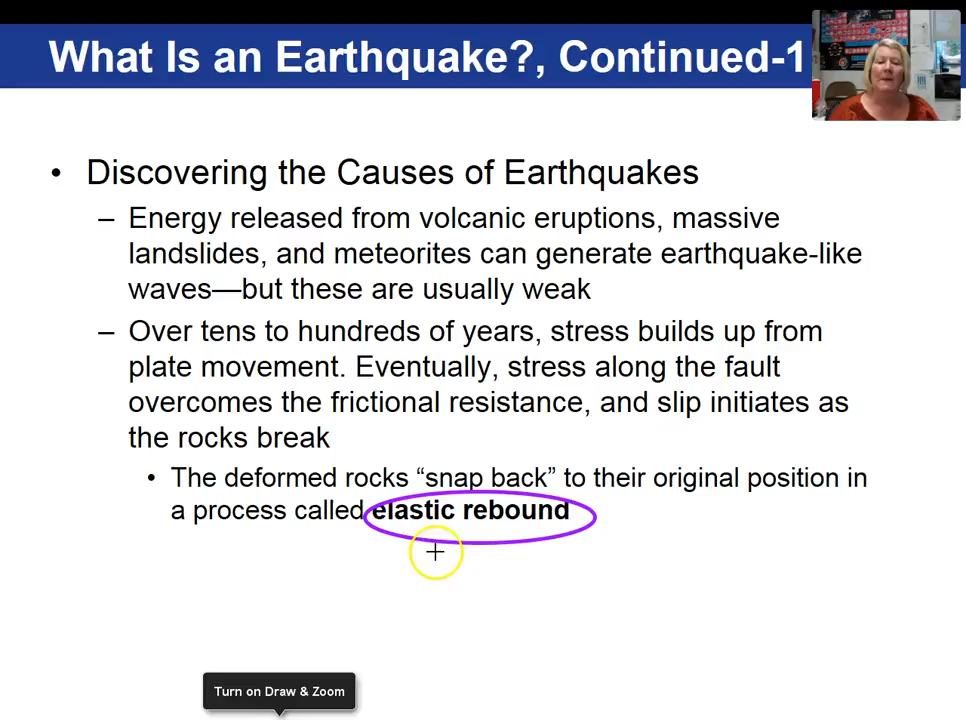 What Is an Earthquake?, Continued-1
• Discovering the Causes of Earthquakes
– Energy released from volcanic eruptions, massive
landslides, and meteorites can generate earthquake-like
waves—but these are usually weak
– Over tens to hundreds of years, stress builds up from
plate movement. Eventually, stress along the fault
overcomes the frictional resistance, and slip initiates as
the rocks break
• The deformed rocks “snap back” to their original position in
a process called elastic rebound
Turn on Draw & Zoom